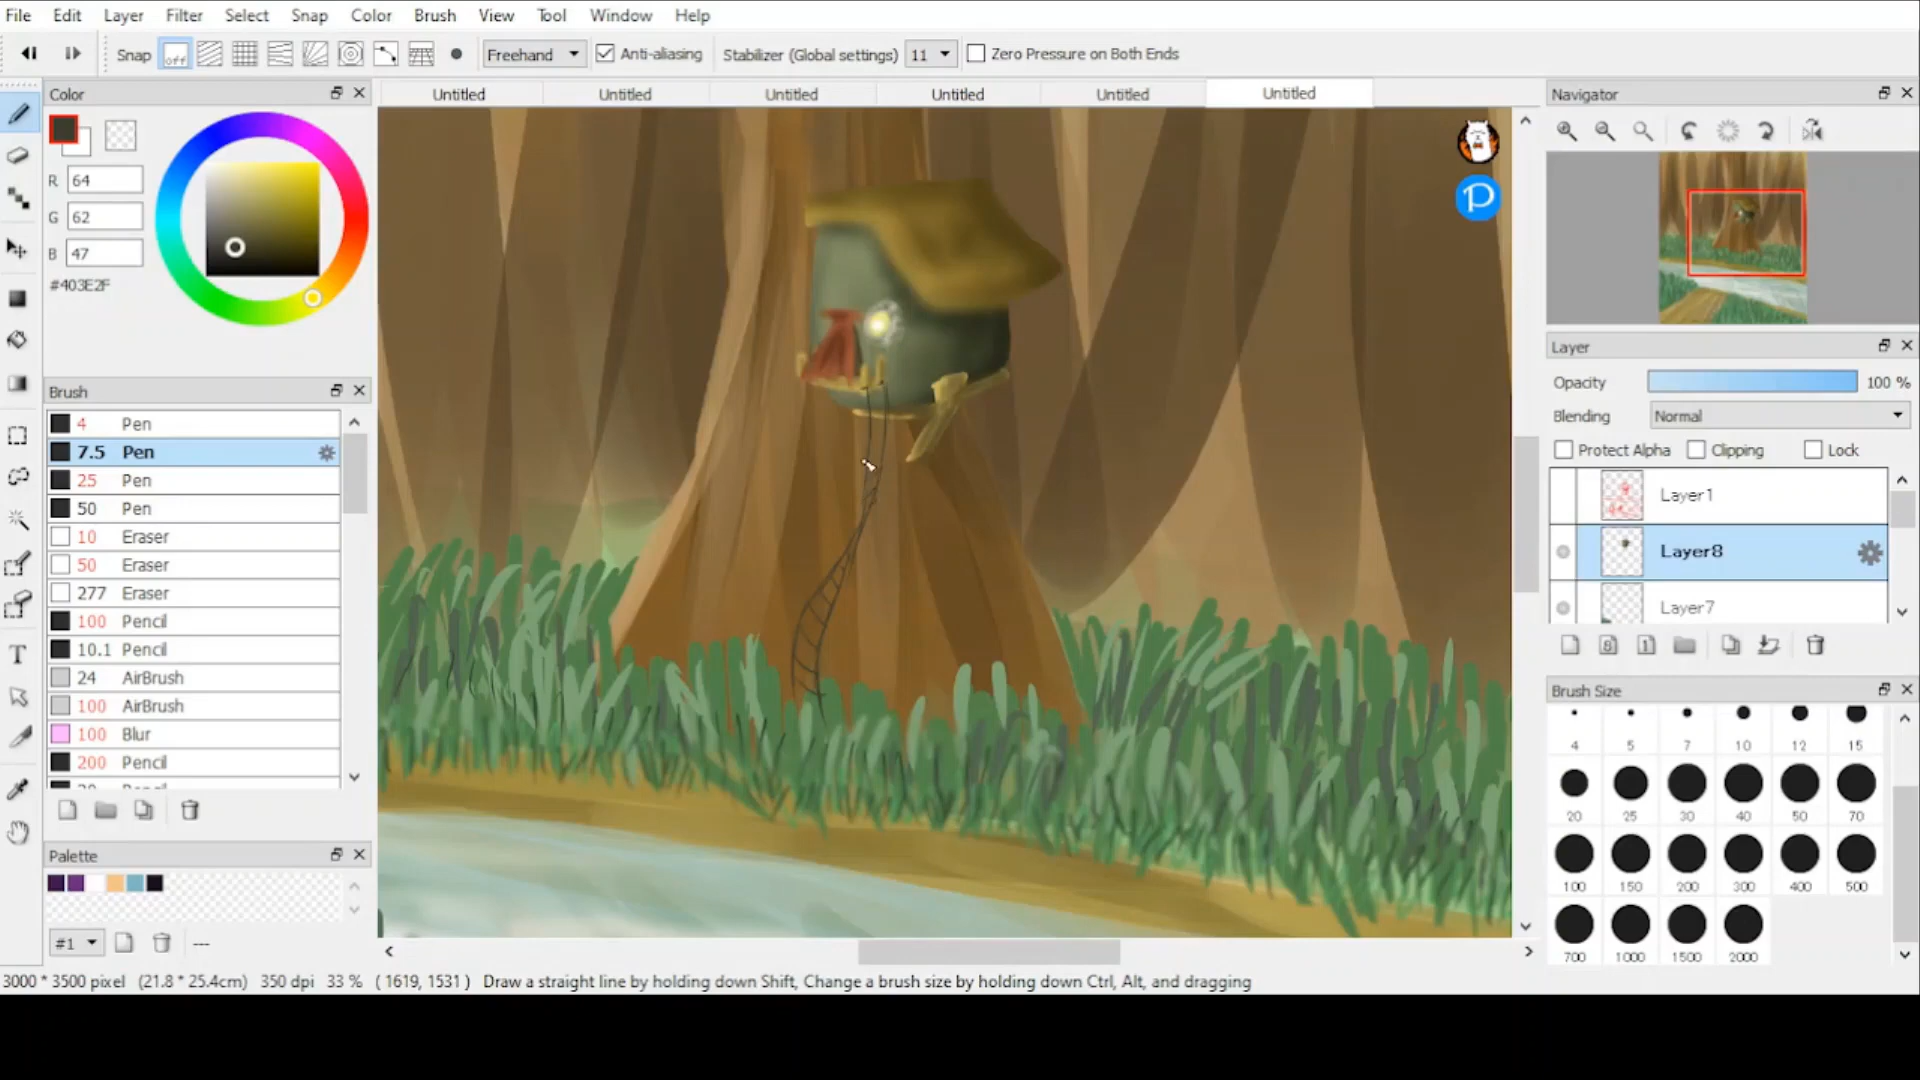 File Edit Layer Filter Select Snap Color Brush View Tool Window Help
Snap off Freehand Anti-aliasing Stabilizer (Global settings) 11 Zero Pressure on Both Ends
Color
R 64
G 62
B 47
#403E2F
Brush
4 Pen
7.5 Pen
25 Pen
50 Pen
10 Eraser
50 Eraser
277 Eraser
100 Pencil
10.1 Pencil
24 AirBrush
100 AirBrush
100 Blur
200 Pencil
Palette
#1 ---
Untitled Untitled Untitled Untitled Untitled Untitled
P
Navigator
Layer
Opacity 100 %
Blending Normal
Protect Alpha Clipping Lock
Layer1
Layer8
Layer7
8 1
Brush Size
4 5 7 10 12 15
20 25 30 40 50 70
100 150 200 300 400 500
700 1000 1500 2000
T
3000 * 3500 pixel (21.8 * 25.4cm) 350 dpi 33 % ( 1619, 1531 ) Draw a straight line by holding down Shift, Change a brush size by holding down Ctrl, Alt, and dragging